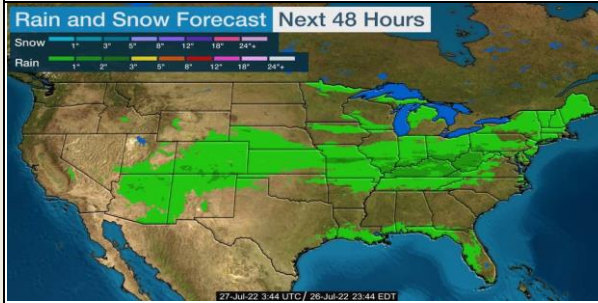 Rain and Snow Forecast Next 48 Hours
Snow
1" 3" 5" 8" 12" 18" 24"+
Rain
1" 2" 3" 5" 8" 12" 18" 24"+
27-Jul-22 3:44 UTC / 26-Jul-22 23:44 EDT